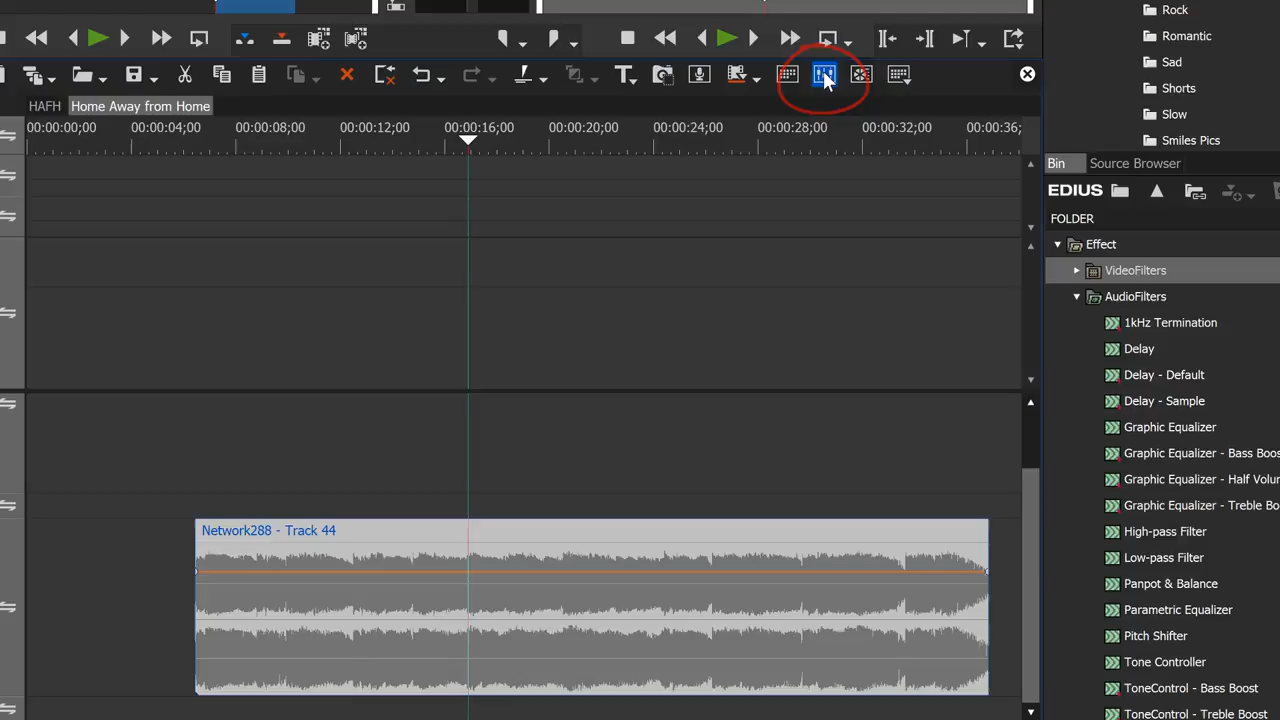 Rock
Romantic
Sad
Shorts
Slow
Smiles Pics
HAFH
Home Away from Home
00:00:00;00
00:00:04;00
00:00:08;00
00:00:12;00
00:00:16;00
00:00:20;00
00:00:24;00
00:00:28;00
00:00:32;00
00:00:36;
Bin
Source Browser
EDIUS
FOLDER
Effect
VideoFilters
AudioFilters
1kHz Termination
Delay
Delay - Default
Delay - Sample
Graphic Equalizer
Graphic Equalizer - Bass Boos
Graphic Equalizer - Half Volu
Graphic Equalizer - Treble Bo
High-pass Filter
Low-pass Filter
Panpot & Balance
Parametric Equalizer
Pitch Shifter
Tone Controller
ToneControl - Bass Boost
ToneControl - Treble Boost
Network288 - Track 44